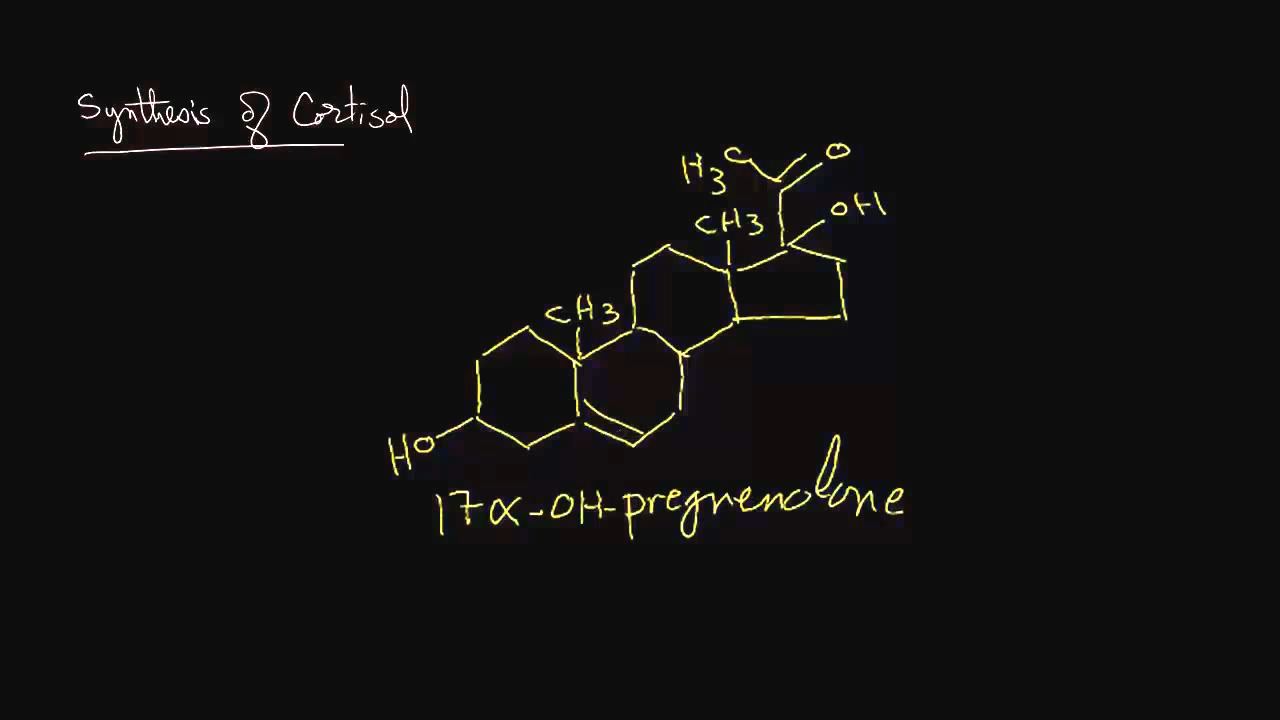 Synthesis of Cortisol
H3C
O
OH
CH3
CH3
HO
17α-OH-pregnenolone